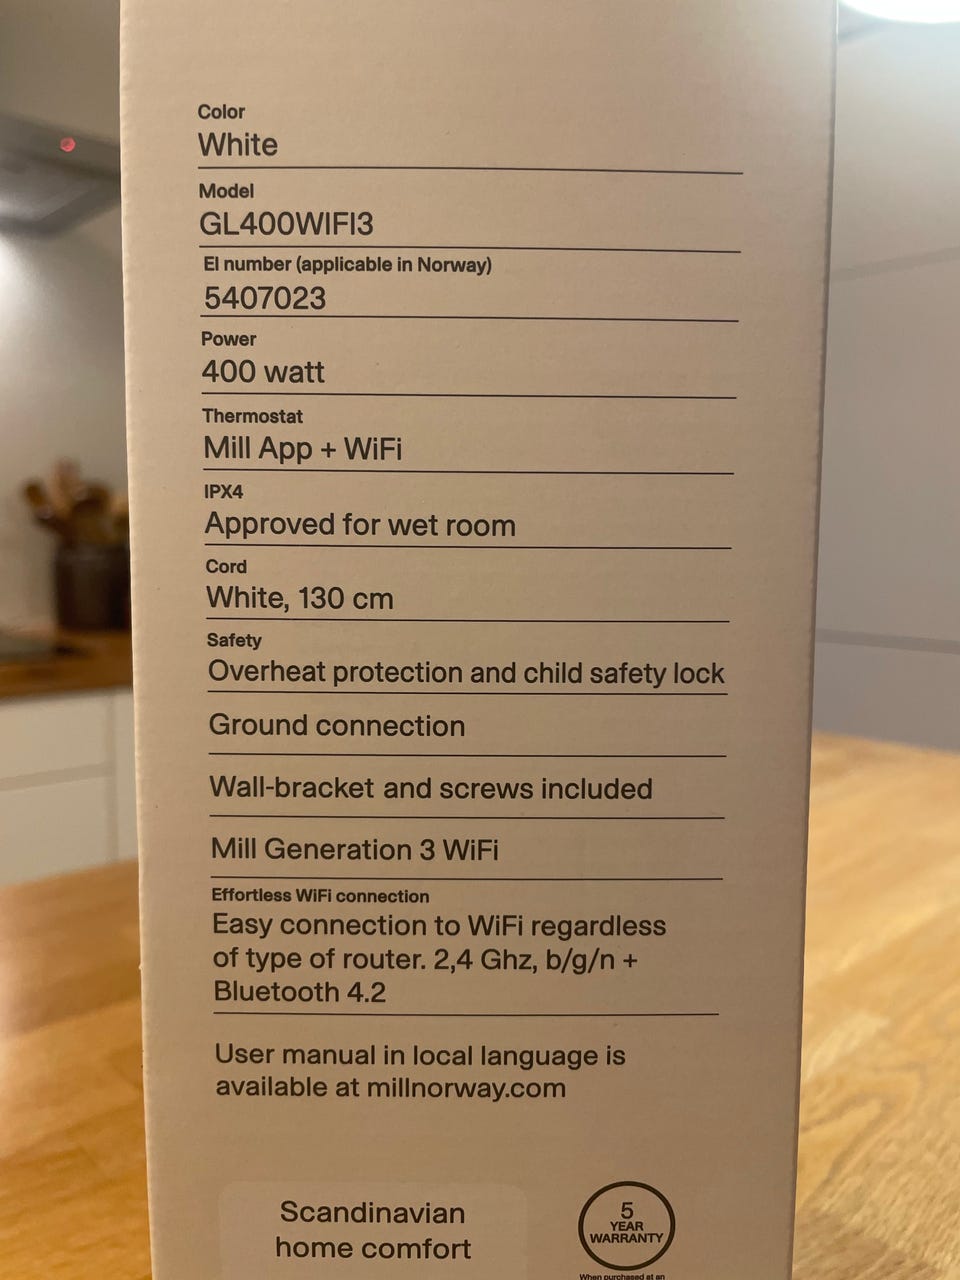 Color
White
Model
GL400WIFI3
El number (applicable in Norway)
5407023
Power
400 watt
Thermostat
Mill App + WiFi
IPX4
Approved for wet room
Cord
White, 130 cm
Safety
Overheat protection and child safety lock
Ground connection
Wall-bracket and screws included
Mill Generation 3 WiFi
Effortless WiFi connection
Easy connection to WiFi regardless
of type of router. 2,4 Ghz, b/g/n +
Bluetooth 4.2
User manual in local language is
available at millnorway.com
Scandinavian
home comfort
5
YEAR
WARRANTY
When purchased at an